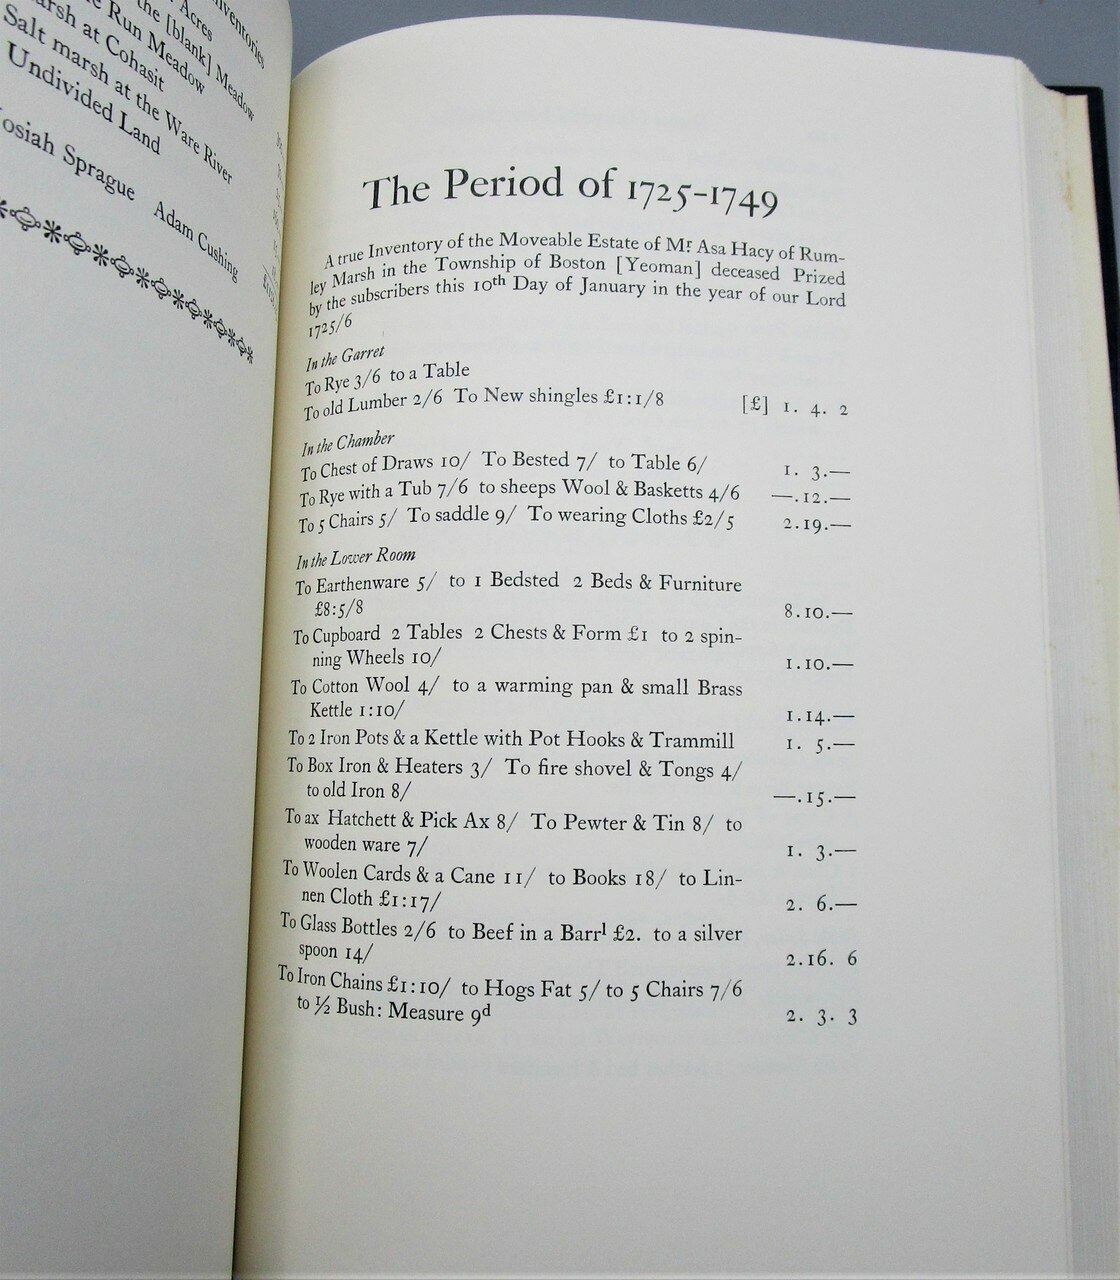 nventories
Acres
the [blank] Meadow
Run Meadow
arsh at Cohasit
Salt marsh at the Ware River
Undivided Land
osiah Sprague Adam Cushing
The Period of 1725-1749
A true Inventory of the Moveable Estate of Mr. Asa Hacy of Rum-
ley Marsh in the Township of Boston [Yeoman] deceased Prized
by the subscribers this 10th Day of January in the year of our Lord
1725/6
In the Garret
To Rye 3/6 to a Table
To old Lumber 2/6 To New shingles £1:1/8 [£] 1. 4. 2
In the Chamber
To Chest of Draws 10/ To Bested 7/ to Table 6/ 1. 3.—
To Rye with a Tub 7/6 to sheeps Wool & Basketts 4/6 —.12.—
To 5 Chairs 5/ To saddle 9/ To wearing Cloths £2/5 2.19.—
In the Lower Room
To Earthenware 5/ to 1 Bedsted 2 Beds & Furniture
£8:5/8 8.10.—
To Cupboard 2 Tables 2 Chests & Form £1 to 2 spin-
ning Wheels 10/ 1.10.—
To Cotton Wool 4/ to a warming pan & small Brass
Kettle 1:10/ 1.14.—
To 2 Iron Pots & a Kettle with Pot Hooks & Trammill 1. 5.—
To Box Iron & Heaters 3/ To fire shovel & Tongs 4/
to old Iron 8/ —.15.—
To ax Hatchett & Pick Ax 8/ To Pewter & Tin 8/ to
wooden ware 7/ 1. 3.—
To Woolen Cards & a Cane 11/ to Books 18/ to Lin-
nen Cloth £1:17/ 2. 6.—
To Glass Bottles 2/6 to Beef in a Barrl £2. to a silver
spoon 14/ 2.16. 6
To Iron Chains £1:10/ to Hogs Fat 5/ to 5 Chairs 7/6
to ½ Bush: Measure 9d 2. 3. 3